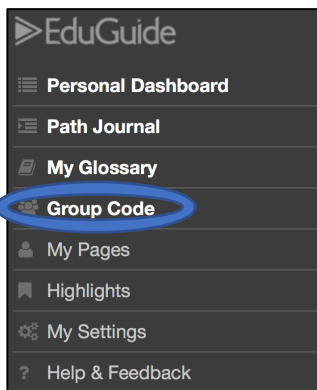 EduGuide
Personal Dashboard
Path Journal
My Glossary
Group Code
My Pages
Highlights
My Settings
? Help & Feedback